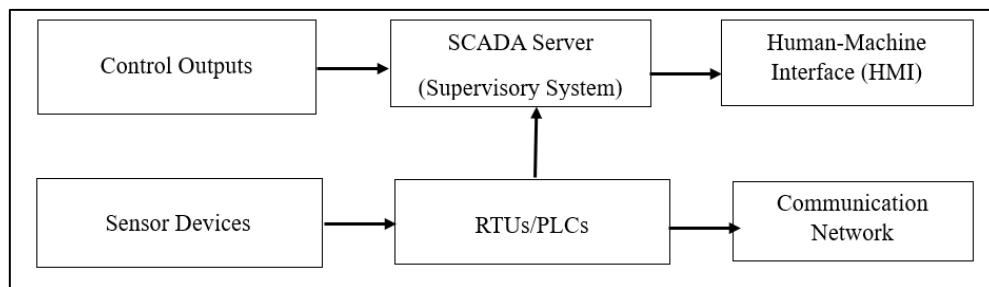 Control Outputs
SCADA Server
(Supervisory System)
Human-Machine
Interface (HMI)
Sensor Devices
RTUs/PLCs
Communication
Network